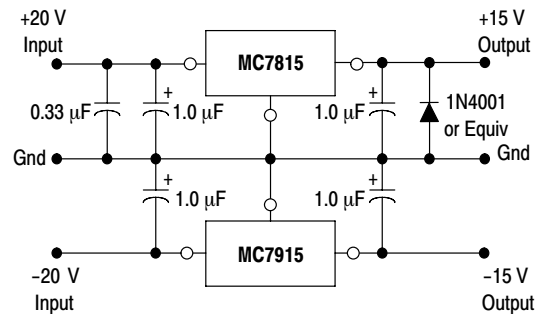 +20 V
Input
+15 V
Output
MC7815
0.33 μF
+
1.0 μF
+
1.0 μF
1N4001
or Equiv
Gnd
Gnd
+
1.0 μF
+
1.0 μF
MC7915
–20 V
Input
–15 V
Output